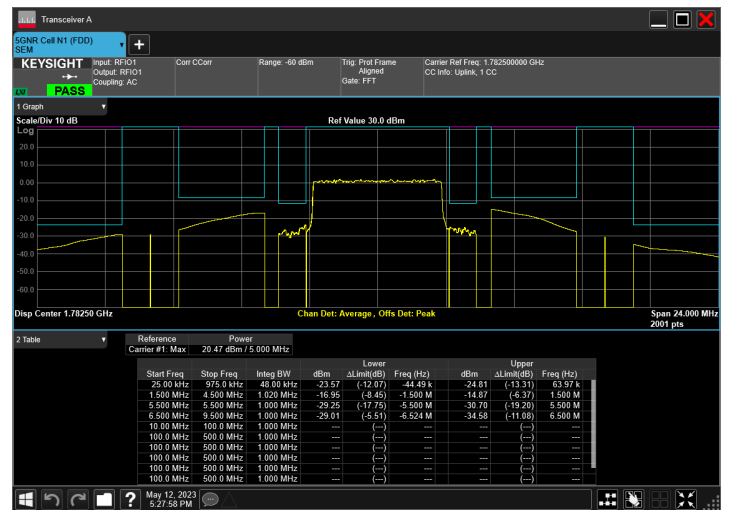 Transceiver A
5GNR Cell N1 (FDD)
SEM
KEYSIGHT
LXI
PASS
Input: RFIO1
Output: RFIO1
Coupling: AC
Corr CCorr
Range: -60 dBm
Trig: Prot Frame
Aligned
Gate: FFT
Carrier Ref Freq: 1.782500000 GHz
CC Info: Uplink, 1 CC
1 Graph
Scale/Div 10 dB
Ref Value 30.0 dBm
Log
20.0
10.0
0.00
-10.0
-20.0
-30.0
-40.0
-50.0
-60.0
Disp Center 1.78250 GHz
Chan Det: Average , Offs Det: Peak
Span 24.000 MHz
2001 pts
2 Table
Reference Power
Carrier #1: Max 20.47 dBm / 5.000 MHz
Lower Upper
Start Freq Stop Freq Integ BW dBm ΔLimit(dB) Freq (Hz) dBm ΔLimit(dB) Freq (Hz)
25.00 kHz 975.0 kHz 48.00 kHz -23.57 (-12.07) -44.49 k -24.81 (-13.31) 63.97 k
1.500 MHz 4.500 MHz 1.020 MHz -16.95 (-8.45) -1.500 M -14.87 (-6.37) 1.500 M
5.500 MHz 5.500 MHz 1.000 MHz -29.25 (-17.75) -5.500 M -30.70 (-19.20) 5.500 M
6.500 MHz 9.500 MHz 1.000 MHz -29.01 (-5.51) -6.524 M -34.58 (-11.08) 6.500 M
10.00 MHz 100.0 MHz 1.000 MHz --- (---) --- --- (---) ---
100.0 MHz 500.0 MHz 1.000 MHz --- (---) --- --- (---) ---
100.0 MHz 500.0 MHz 1.000 MHz --- (---) --- --- (---) ---
100.0 MHz 500.0 MHz 1.000 MHz --- (---) --- --- (---) ---
100.0 MHz 500.0 MHz 1.000 MHz --- (---) --- --- (---) ---
100.0 MHz 500.0 MHz 1.000 MHz --- (---) --- --- (---) ---
May 12, 2023
5:27:58 PM